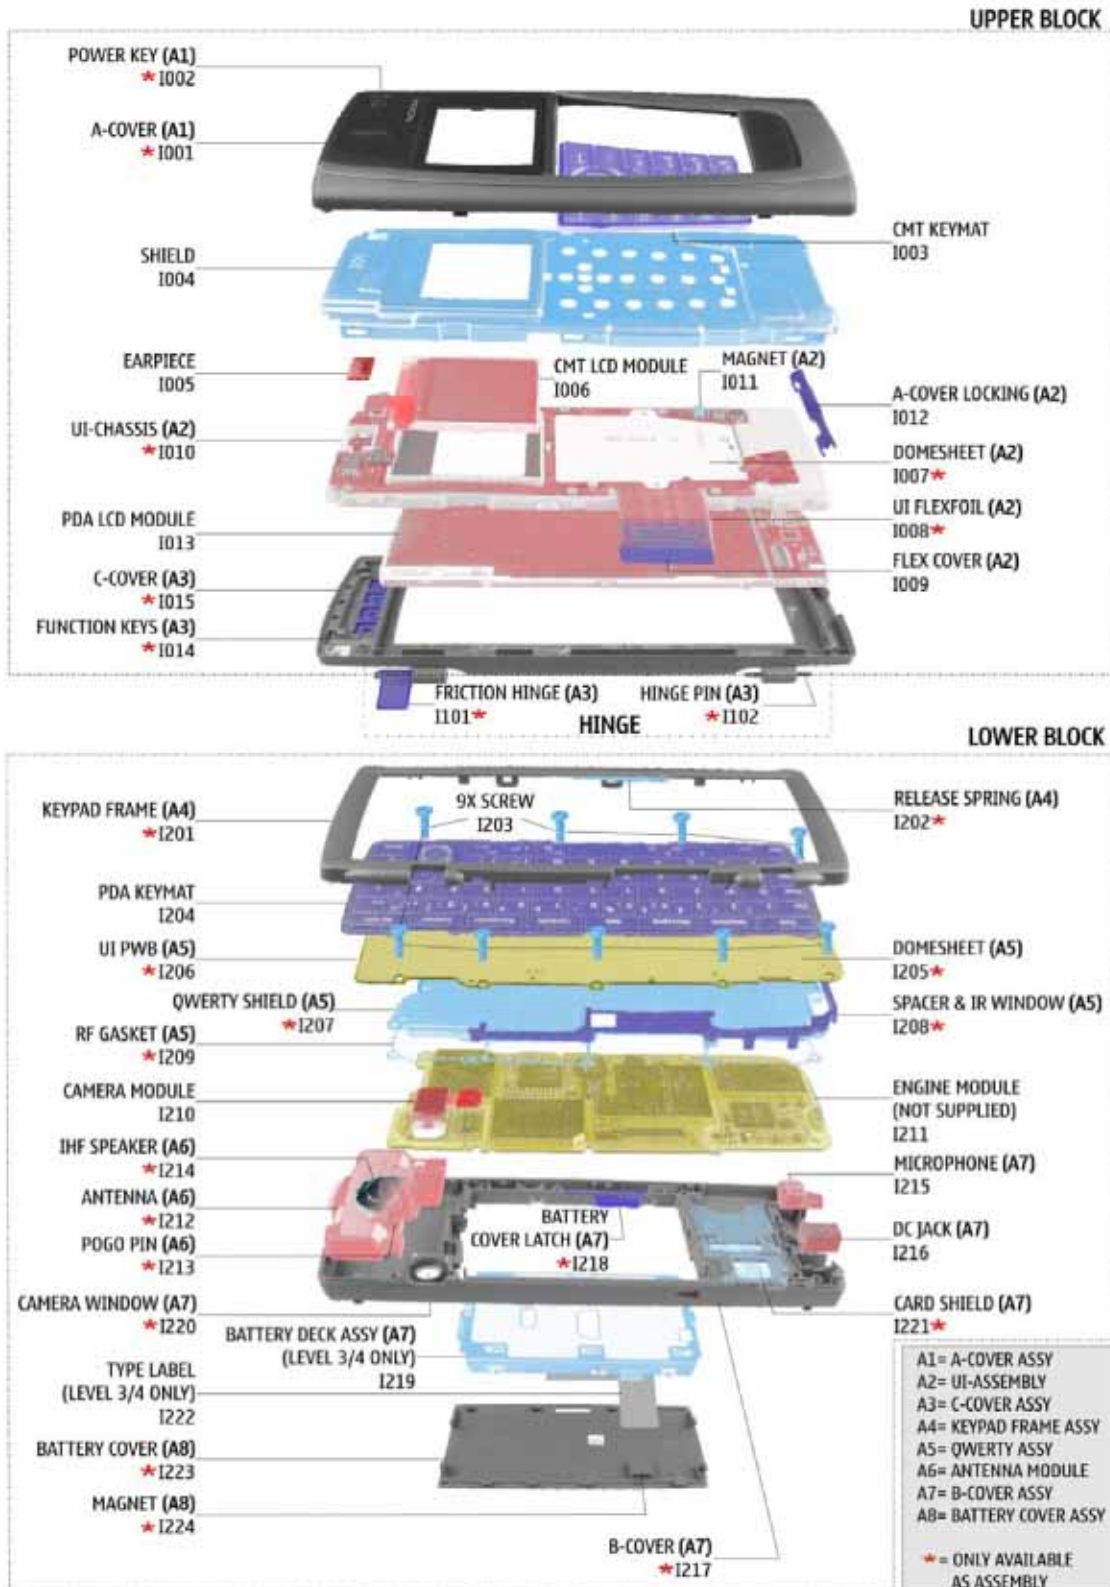 UPPER BLOCK
POWER KEY (A1)
*I002
A-COVER (A1)
*I001
CMT KEYMAT
I003
SHIELD
I004
EARPIECE
I005
CMT LCD MODULE
I006
MAGNET (A2)
I011
A-COVER LOCKING (A2)
I012
UI-CHASSIS (A2)
*I010
DOMESHEET (A2)
I007*
UI FLEXFOIL (A2)
I008*
PDA LCD MODULE
I013
FLEX COVER (A2)
I009
C-COVER (A3)
*I015
FUNCTION KEYS (A3)
*I014
FRICTION HINGE (A3)
I101*
HINGE PIN (A3)
*I102
HINGE
LOWER BLOCK
KEYPAD FRAME (A4)
*I201
9X SCREW
I203
RELEASE SPRING (A4)
I202*
PDA KEYMAT
I204
UI PWB (A5)
*I206
DOMESHEET (A5)
I205*
QWERTY SHIELD (A5)
*I207
SPACER & IR WINDOW (A5)
I208*
RF GASKET (A5)
*I209
CAMERA MODULE
I210
ENGINE MODULE
(NOT SUPPLIED)
I211
IHF SPEAKER (A6)
*I214
MICROPHONE (A7)
I215
ANTENNA (A6)
*I212
BATTERY
COVER LATCH (A7)
*I218
DC JACK (A7)
I216
POGO PIN (A6)
*I213
CAMERA WINDOW (A7)
*I220
CARD SHIELD (A7)
I221*
BATTERY DECK ASSY (A7)
(LEVEL 3/4 ONLY)
I219
TYPE LABEL
(LEVEL 3/4 ONLY)
I222
BATTERY COVER (A8)
*I223
MAGNET (A8)
*I224
B-COVER (A7)
*I217
A1= A-COVER ASSY
A2= UI-ASSEMBLY
A3= C-COVER ASSY
A4= KEYPAD FRAME ASSY
A5= QWERTY ASSY
A6= ANTENNA MODULE
A7= B-COVER ASSY
A8= BATTERY COVER ASSY
*= ONLY AVAILABLE
AS ASSEMBLY